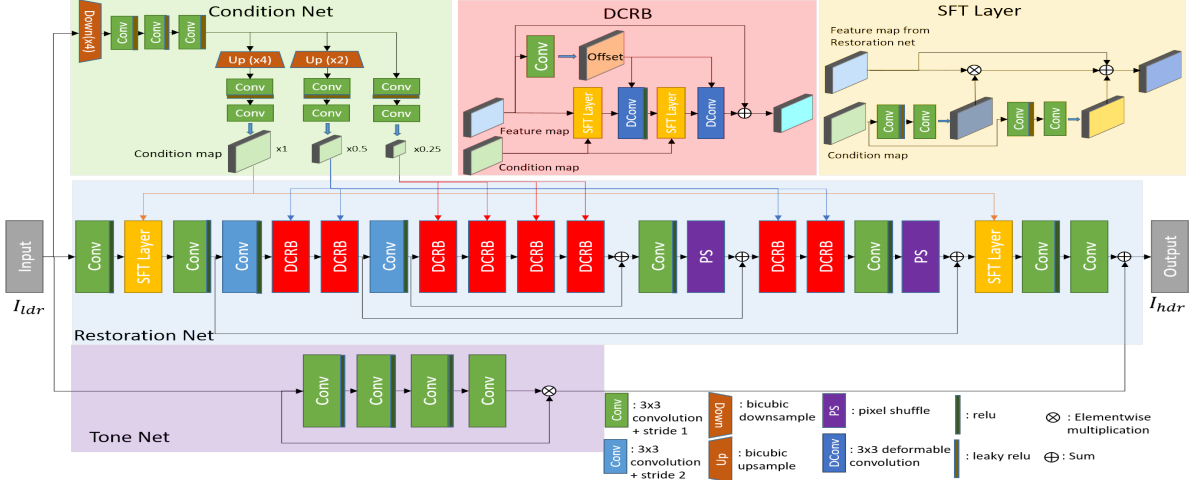 Condition Net
Down(x4)
Conv
Conv
Conv
Up (x4)
Up (x2)
Conv
Conv
Conv
Conv
Conv
Conv
Condition map
x1
x0.5
x0.25
DCRB
Conv
Offset
SFT Layer
DConv
SFT Layer
DConv
Feature map
Condition map
SFT Layer
Feature map from
Restoration net
Conv
Conv
Conv
Conv
Condition map
Input
I_ldr
Conv
SFT Layer
Conv
Conv
DCRB
DCRB
Conv
DCRB
DCRB
DCRB
DCRB
Conv
PS
DCRB
DCRB
Conv
PS
SFT Layer
Conv
Conv
Output
I_hdr
Restoration Net
Conv
Conv
Conv
Conv
Tone Net
Conv
: 3x3
convolution
+ stride 1
Conv
: 3x3
convolution
+ stride 2
Down
: bicubic
downsample
Up
: bicubic
upsample
PS
: pixel shuffle
DConv
: 3x3 deformable
convolution
: relu
: leaky relu
: Elementwise
multiplication
: Sum